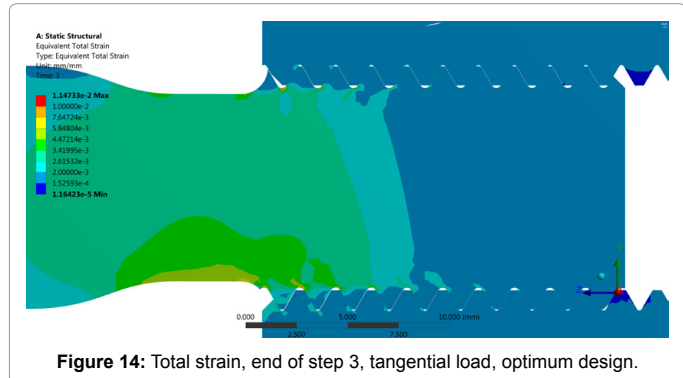 A: Static Structural
Equivalent Total Strain
Type: Equivalent Total Strain
Unit: mm/mm
Time: 3
1.14733e-2 Max
1.00000e-2
7.64724e-3
5.84804e-3
4.47214e-3
3.41995e-3
2.61532e-3
2.00000e-3
1.52593e-4
1.16423e-5 Min
0.000
5.000
10.000 (mm)
2.500
7.500
Z
Figure 14: Total strain, end of step 3, tangential load, optimum design.